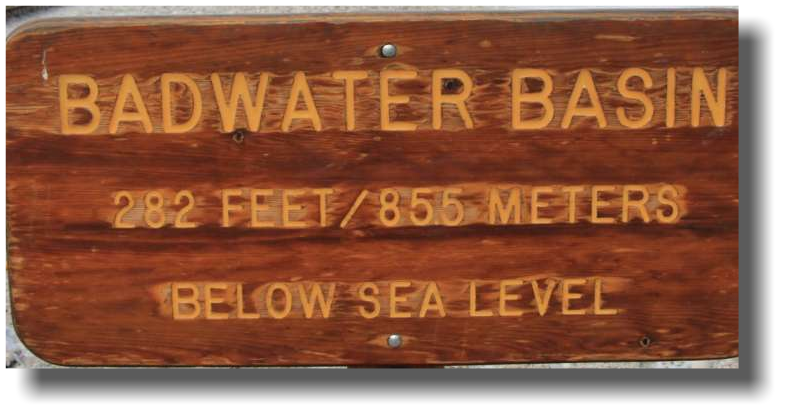 BADWATER BASIN
282 FEET/855 METERS
BELOW SEA LEVEL